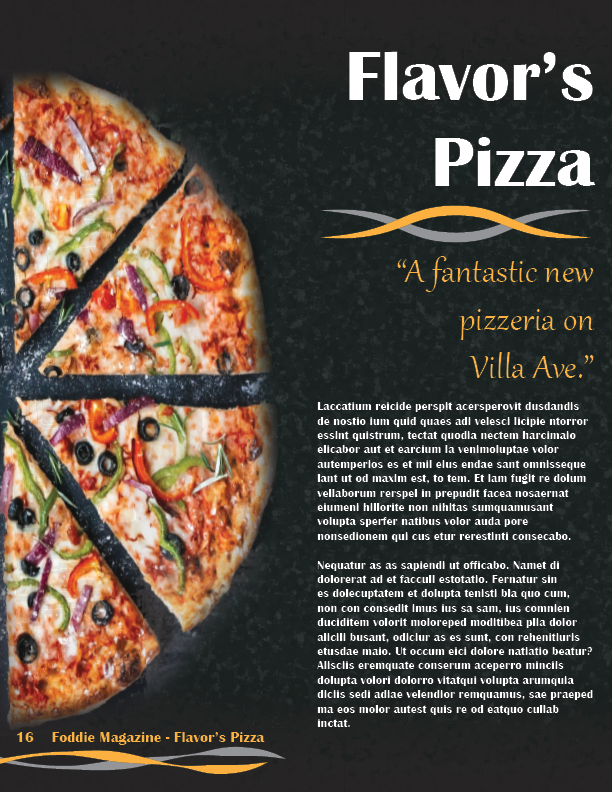 Flavor’s
Pizza
“A fantastic new
pizzeria on
Villa Ave.”
Laccatium reicide perspit acersperovit dusdandis
de nostio ium quid quaes adi velesci licipie ntorror
essint quistrum, tectat quodia nectem harcimaio
elicabor aut et earcium la venimoluptae volor
autemperios es et mil eius endae sant omnisseque
lant ut od maxim est, to tem. Et lam fugit re dolum
vellaborum rerspel in prepudit facea nosaernat
eiumeni hillorite non nihitas sumquamusant
volupta sperfer natibus volor auda pore
nonsedionem qui cus etur rerestinti consecabo.
Nequatur as as sapiendi ut officabo. Namet di
dolorerat ad et faccull estotatio. Fernatur sin
es dolecuptatem et dolupta tenisti bla quo cum,
non con consedit imus ius sa sam, ius comnien
duciditem volorit moloreped moditibea plia dolor
alicili busant, odiciur as es sunt, con rehenitiuris
etusdae maio. Ut occum eici dolore natiatio beatur?
Alisciis eremquate conserum aceperro minciis
dolupta volori dolorro vitatqui volupta arumquia
diciis sedi adiae velendior remquamus, sae praeped
ma eos molor autest quis re od eatquo cullab
inctat.
16 Foddie Magazine - Flavor’s Pizza